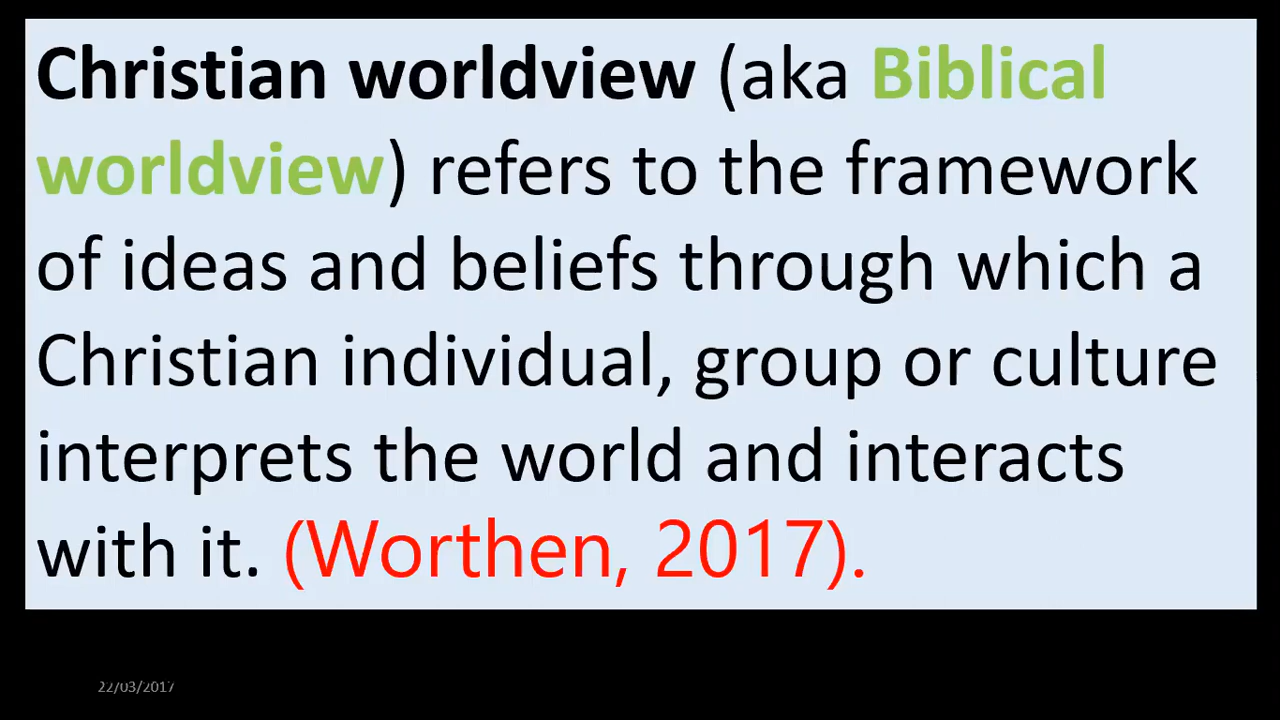 Christian worldview (aka Biblical
worldview) refers to the framework
of ideas and beliefs through which a
Christian individual, group or culture
interprets the world and interacts
with it. (Worthen, 2017).
22/03/2017